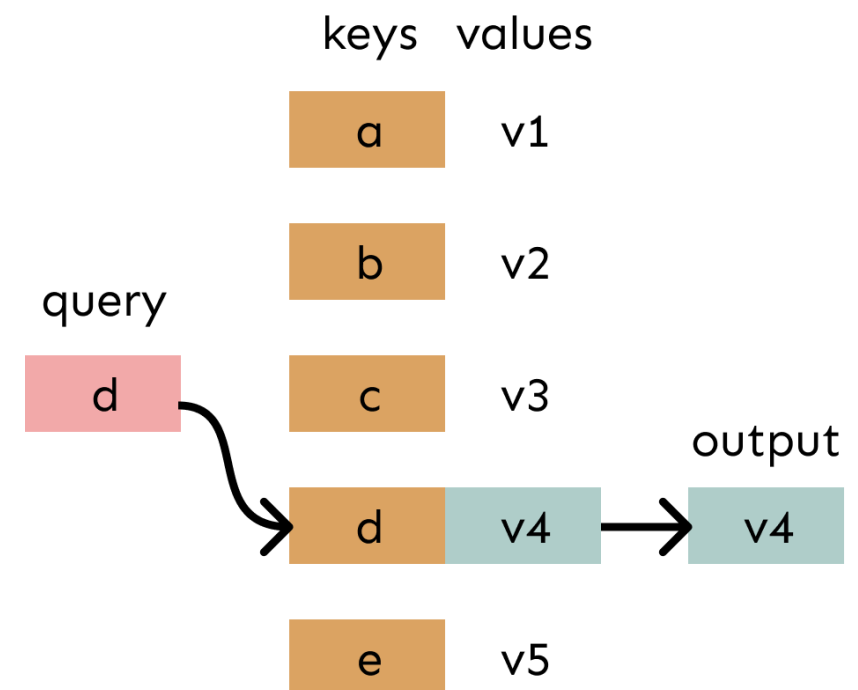 keys values
a v1
b v2
query
d c v3
output
d v4 v4
e v5